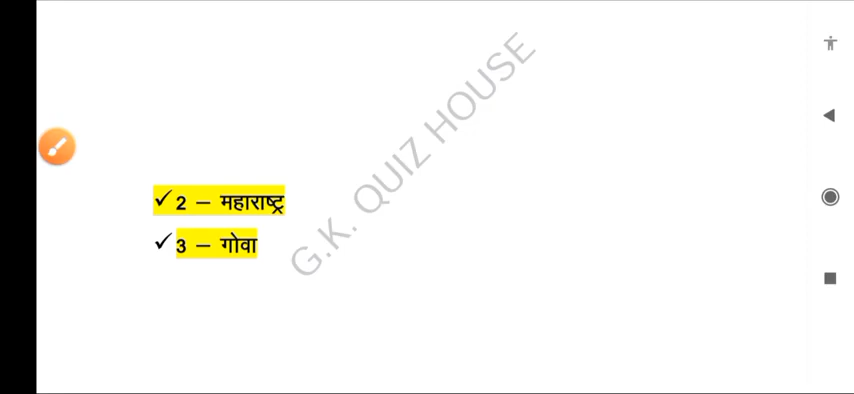 ✓ 2 – महाराष्ट्र
✓ 3 – गोवा
G.K. QUIZ HOUSE